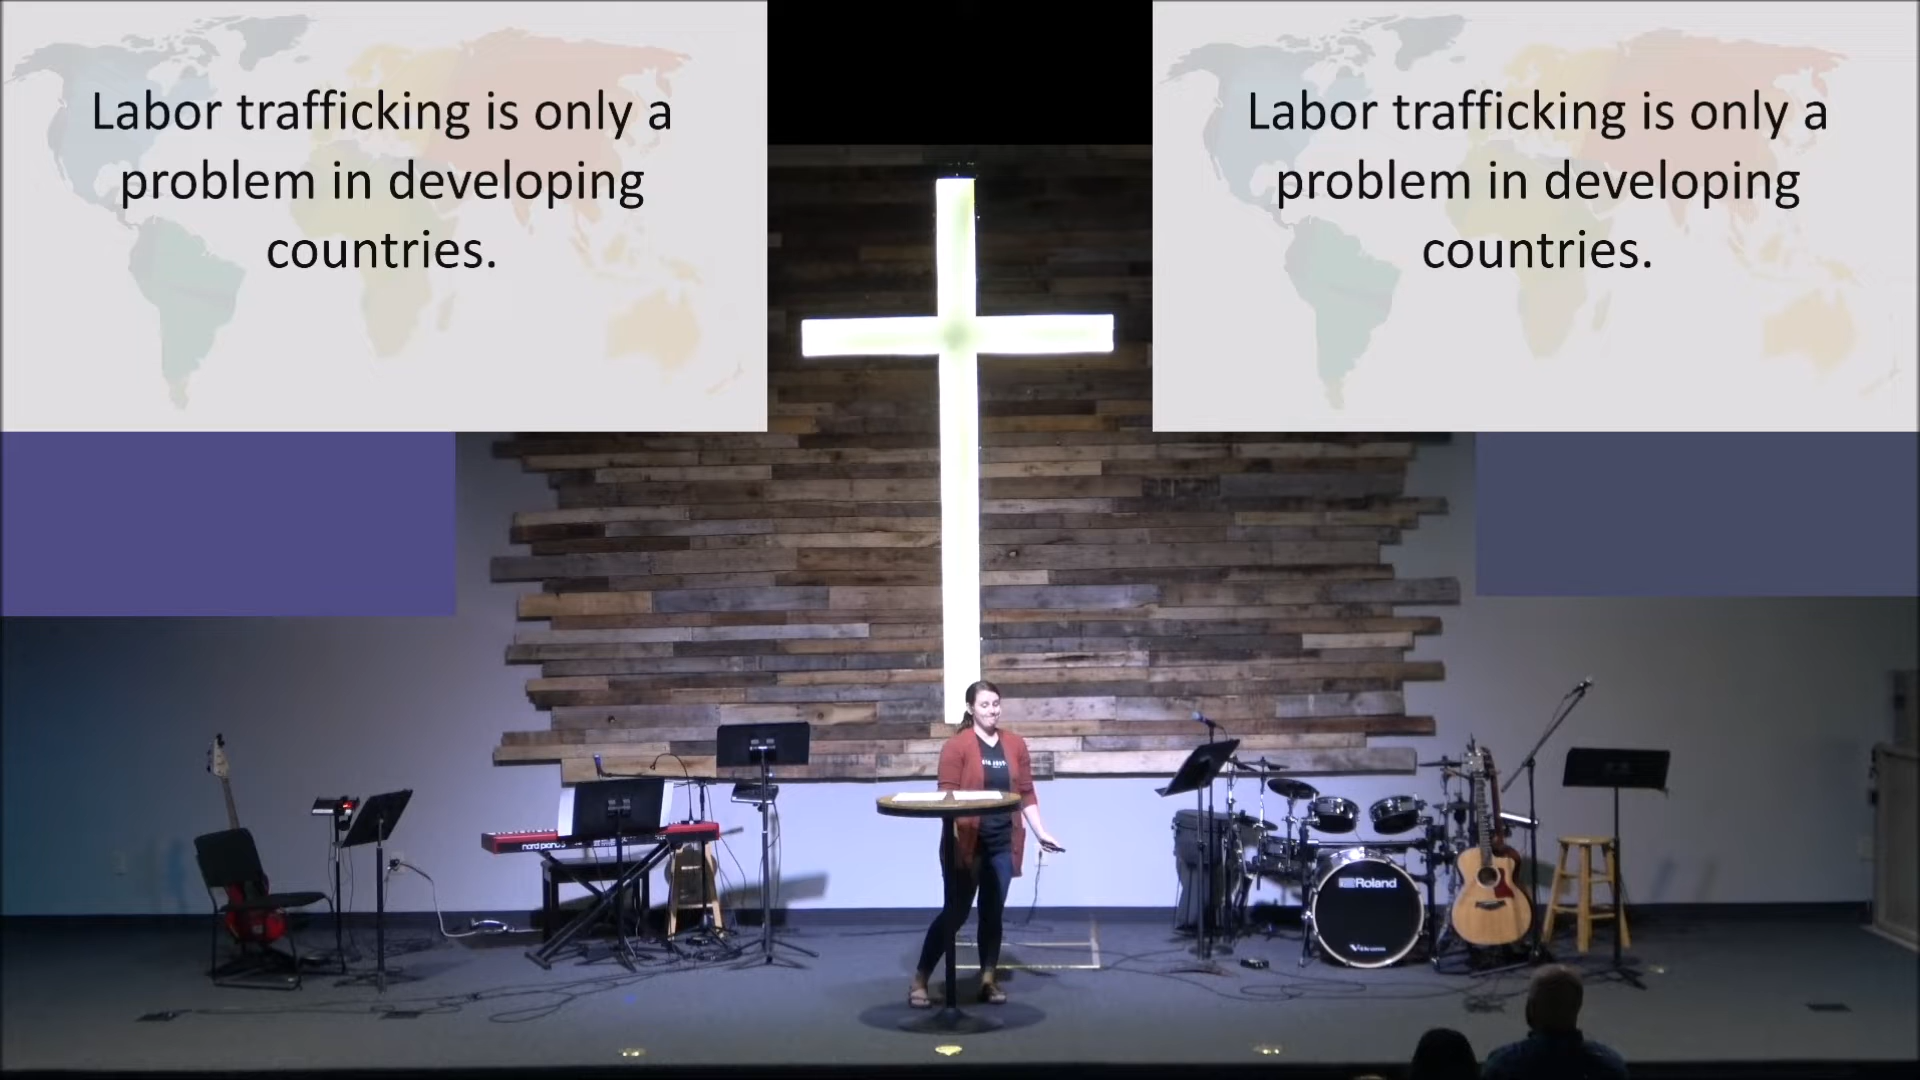 Labor trafficking is only a
problem in developing
countries.
Labor trafficking is only a
problem in developing
countries.
nord piano
Roland